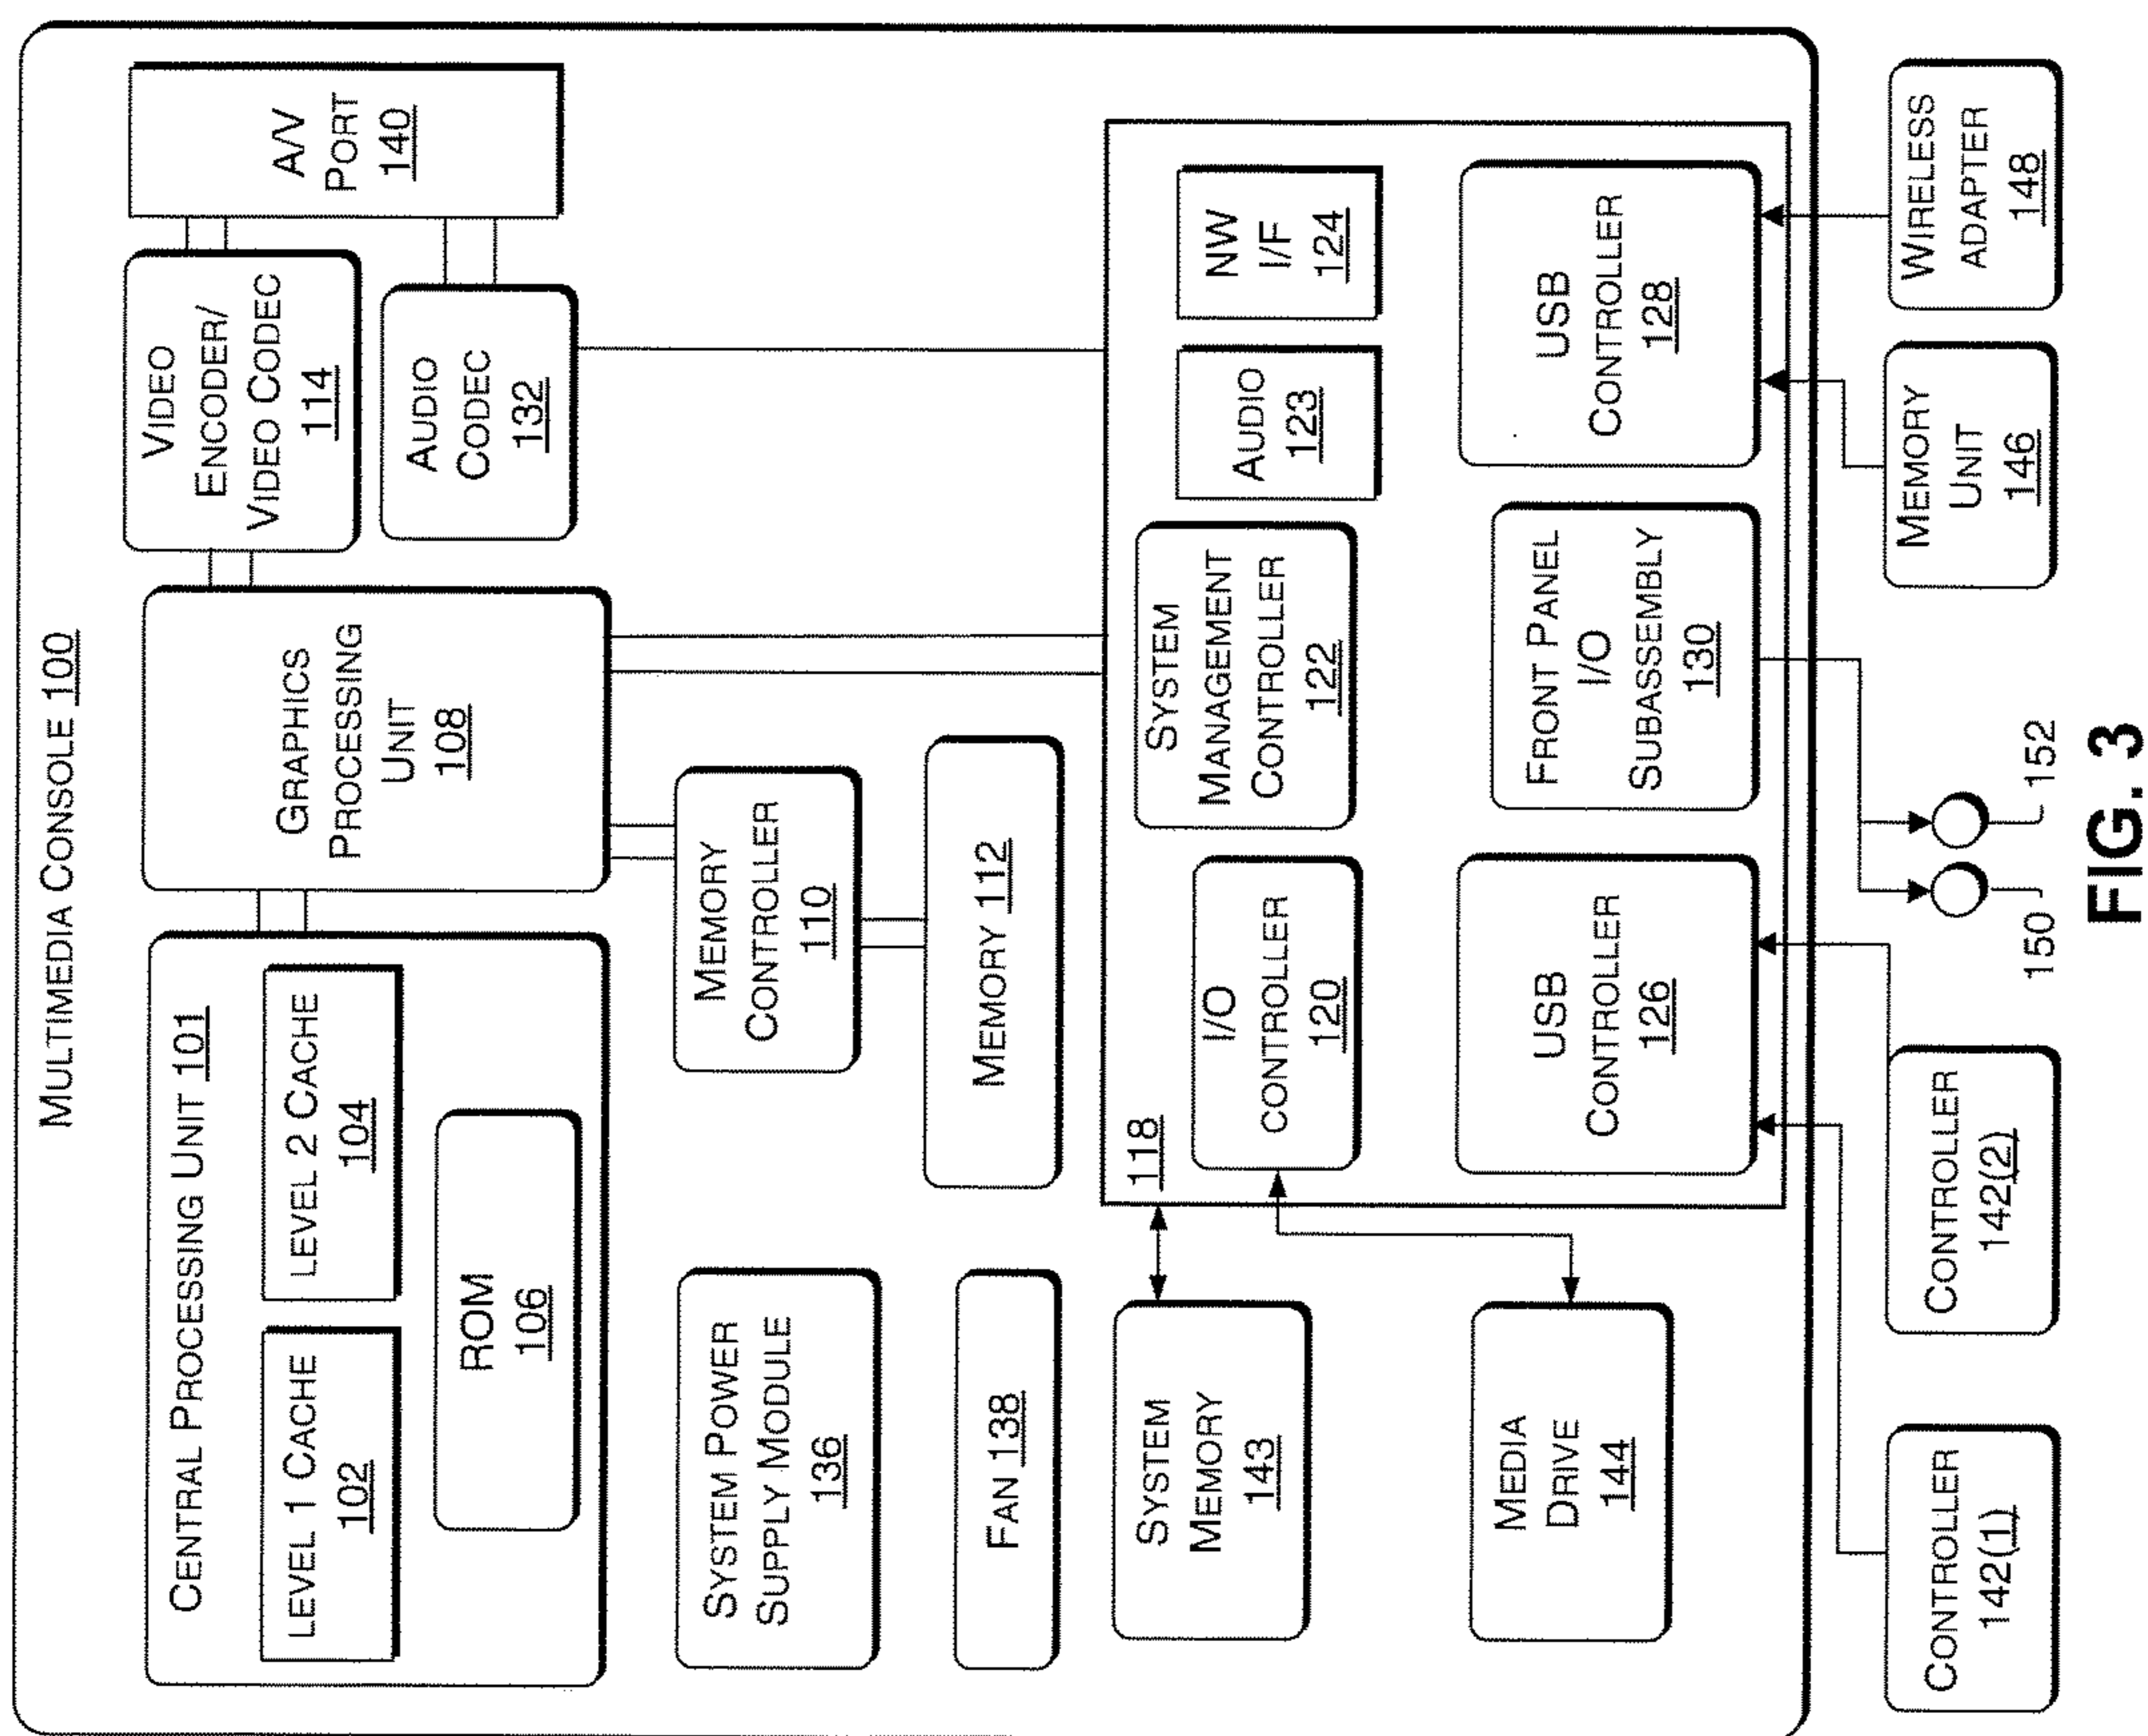 MULTIMEDIA CONSOLE 100
CENTRAL PROCESSING UNIT 101
LEVEL 1 CACHE
102
LEVEL 2 CACHE
104
ROM
106
GRAPHICS
PROCESSING
UNIT
108
VIDEO
ENCODER/
VIDEO CODEC
114
A/V
PORT
140
AUDIO
CODEC
132
SYSTEM POWER
SUPPLY MODULE
136
MEMORY
CONTROLLER
110
FAN 138
MEMORY 112
118
SYSTEM
MEMORY
143
I/O
CONTROLLER
120
SYSTEM
MANAGEMENT
CONTROLLER
122
AUDIO
123
NW
I/F
124
MEDIA
DRIVE
144
USB
CONTROLLER
126
FRONT PANEL
I/O
SUBASSEMBLY
130
USB
CONTROLLER
128
CONTROLLER
142(1)
CONTROLLER
142(2)
150
152
MEMORY
UNIT
146
WIRELESS
ADAPTER
148
FIG. 3